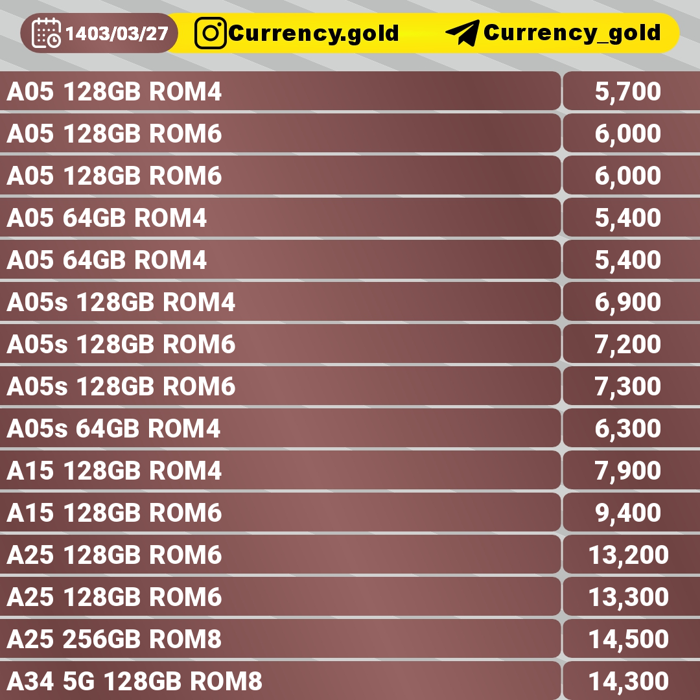 1403/03/27 Currency.gold Currency_gold
A05 128GB ROM4 5,700
A05 128GB ROM6 6,000
A05 128GB ROM6 6,000
A05 64GB ROM4 5,400
A05 64GB ROM4 5,400
A05s 128GB ROM4 6,900
A05s 128GB ROM6 7,200
A05s 128GB ROM6 7,300
A05s 64GB ROM4 6,300
A15 128GB ROM4 7,900
A15 128GB ROM6 9,400
A25 128GB ROM6 13,200
A25 128GB ROM6 13,300
A25 256GB ROM8 14,500
A34 5G 128GB ROM8 14,300